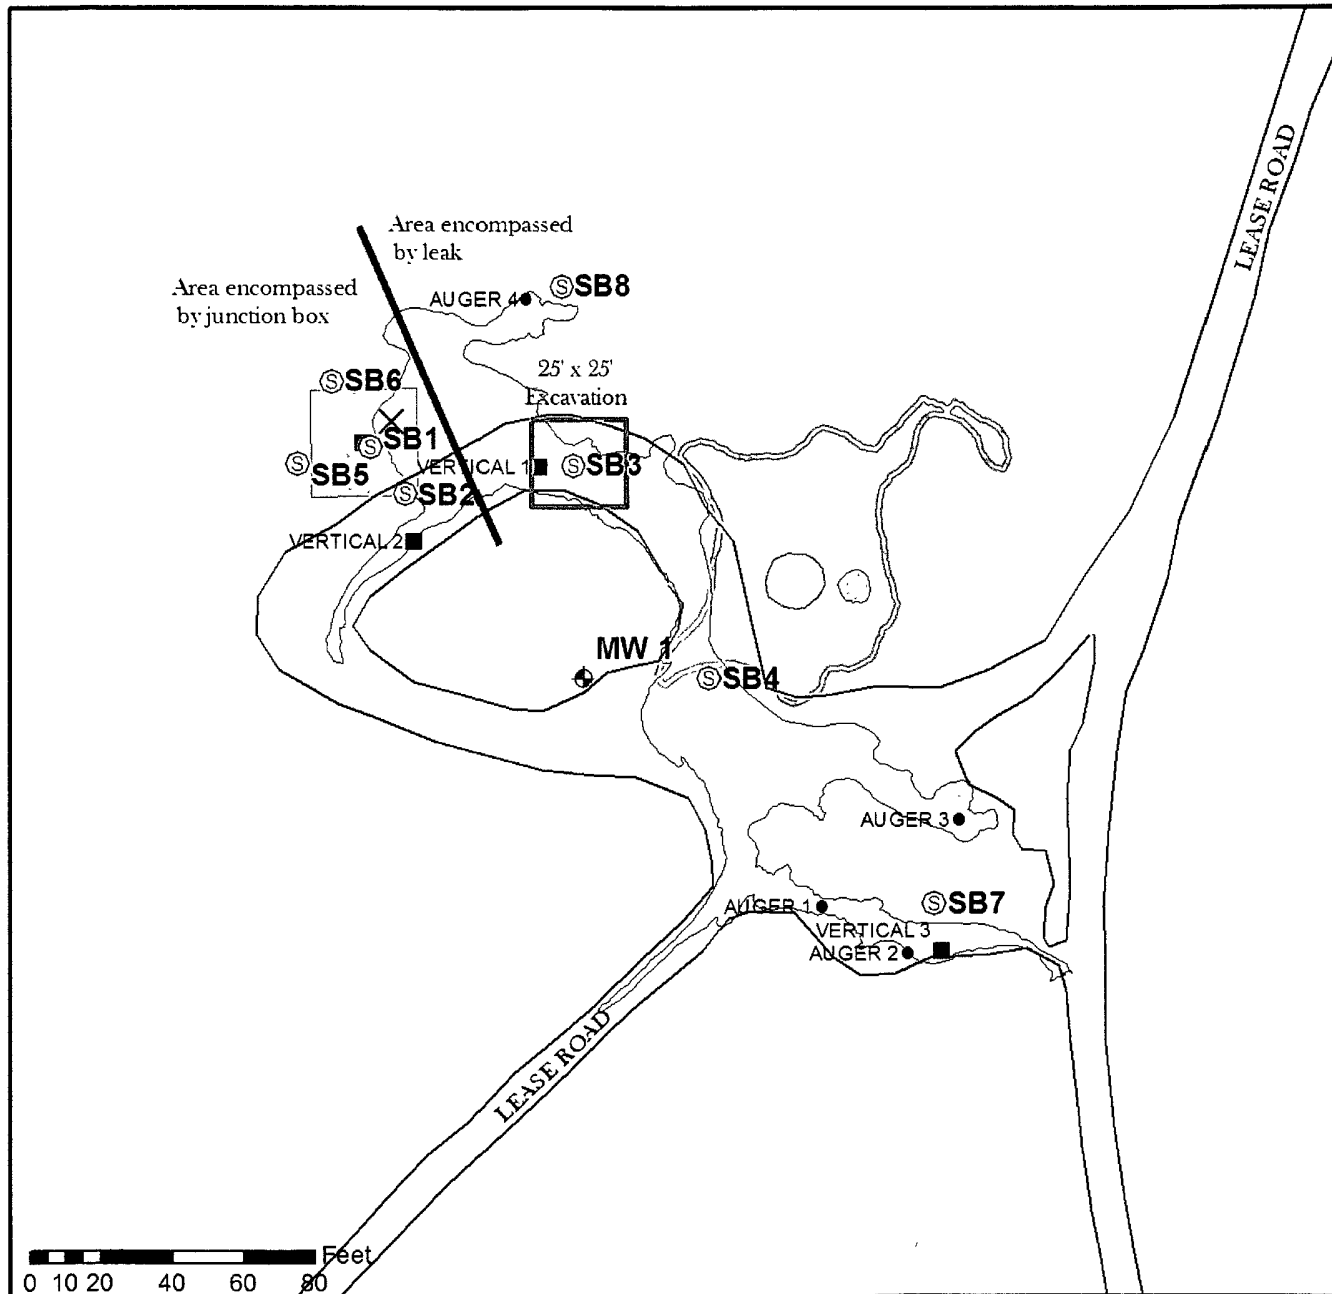 LEASE ROAD
Area encompassed
by leak
Area encompassed
by junction box
AUGER 4
SB8
25' x 25'
Excavation
SB6
SB1
SB5
SB2
VERTICAL 1
SB3
VERTICAL 2
MW 1
SB4
AUGER 3
AUGER 1
SB7
VERTICAL 3
AUGER 2
LEASE ROAD
Feet
0 10 20 40 60 80